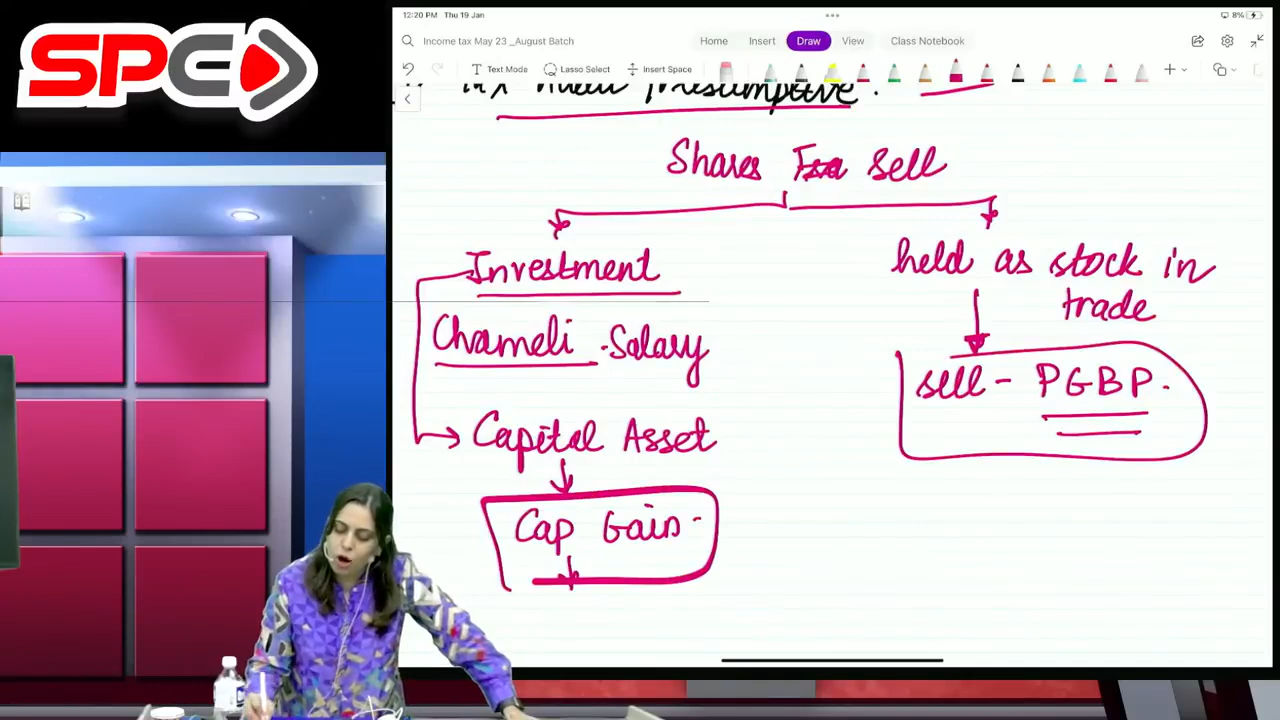 SPC
12:20 PM Thu 19 Jan
8%
Income tax May 23 _August Batch
Home Insert Draw View Class Notebook
Text Mode Lasso Select Insert Space
Presumptive.
Shares sell
Investment
held as stock in
trade
Chameli - Salary
sell - PGBP.
Capital Asset
Cap Gain -